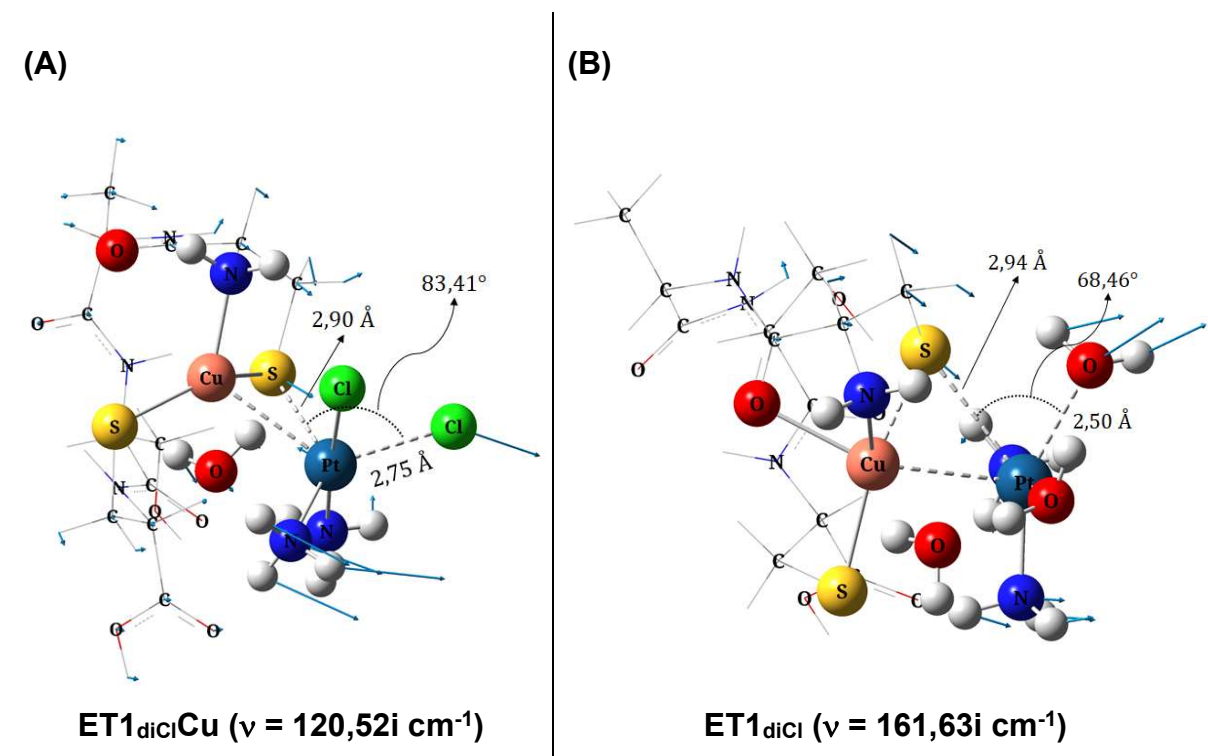 (A)
(B)
C
O
N
C
C
N
C
O
C
N
Cu
S
Cl
2,90 Å
83,41°
Cl
Pt
2,75 Å
S
C
O
N
C
O
O
C
C
N
N
C
O
O
C
N
C
N
O
C
C
C
C
C
O
C
2,94 Å
68,46°
S
O
N
O
O
2,50 Å
Cu
Pt
O
N
C
C
O
S
O
O
N
ET1diClCu (ν = 120,52i cm-1)
ET1diCl (ν = 161,63i cm-1)